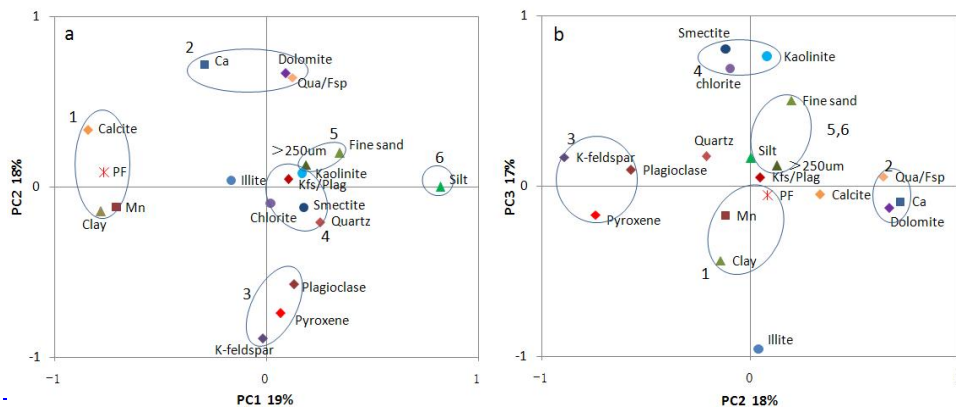 1
a
2
Ca
Dolomite
Qua/Fsp
1
Calcite
5
Fine sand
>250um
6
PF
Kaolinite
PC2 18%
0
Illite
Kfs/Plag
Silt
Mn
Chlorite
Smectite
Clay
Quartz
4
3
Plagioclase
Pyroxene
K-feldspar
-1
−1
0
1
PC1 19%
1
b
Smectite
Kaolinite
4
chlorite
Fine sand
5,6
3
Quartz
K-feldspar
Silt
>250um
2
Plagioclase
Qua/Fsp
PC3 17%
0
Kfs/Plag
PF
Calcite
Ca
Pyroxene
Mn
Dolomite
Clay
1
Illite
-1
−1
0
PC2 18%